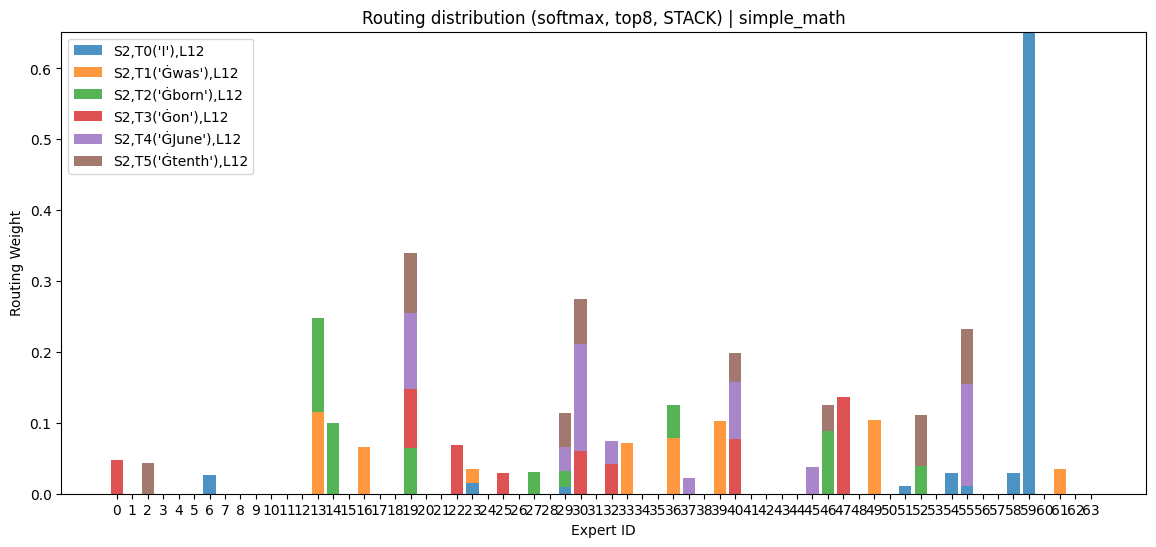 Routing distribution (softmax, top8, STACK) | simple_math
S2,T0('I'),L12
S2,T1('Ġwas'),L12
S2,T2('Ġborn'),L12
S2,T3('Ġon'),L12
S2,T4('ĠJune'),L12
S2,T5('Ġtenth'),L12
0.6
0.5
0.4
0.3
0.2
0.1
0.0
Routing Weight
0 1 2 3 4 5 6 7 8 9 10 11 12 13 14 15 16 17 18 19 20 21 22 23 24 25 26 27 28 29 30 31 32 33 34 35 36 37 38 39 40 41 42 43 44 45 46 47 48 49 50 51 52 53 54 55 56 57 58 59 60 61 62 63
Expert ID